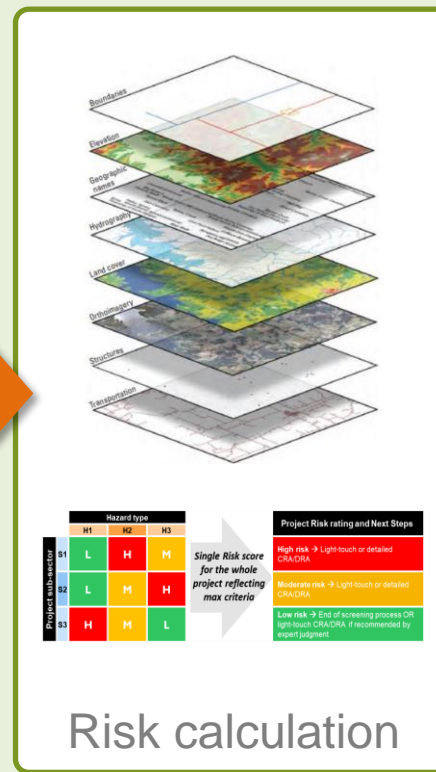 Boundaries
Elevation
Geographic
names
Hydrography
Land cover
Orthoimagery
Structures
Transportation
Hazard type
H1 H2 H3
Project sub-sector
S1 L H M
S2 L M H
S3 H M L
Single Risk score
for the whole
project reflecting
max criteria
Project Risk rating and Next Steps
High risk → Light-touch or detailed
CRA/DRA
Moderate risk → Light-touch or detailed
CRA/DRA
Low risk → End of screening process OR
light-touch CRA/DRA if recommended by
expert judgment
Risk calculation